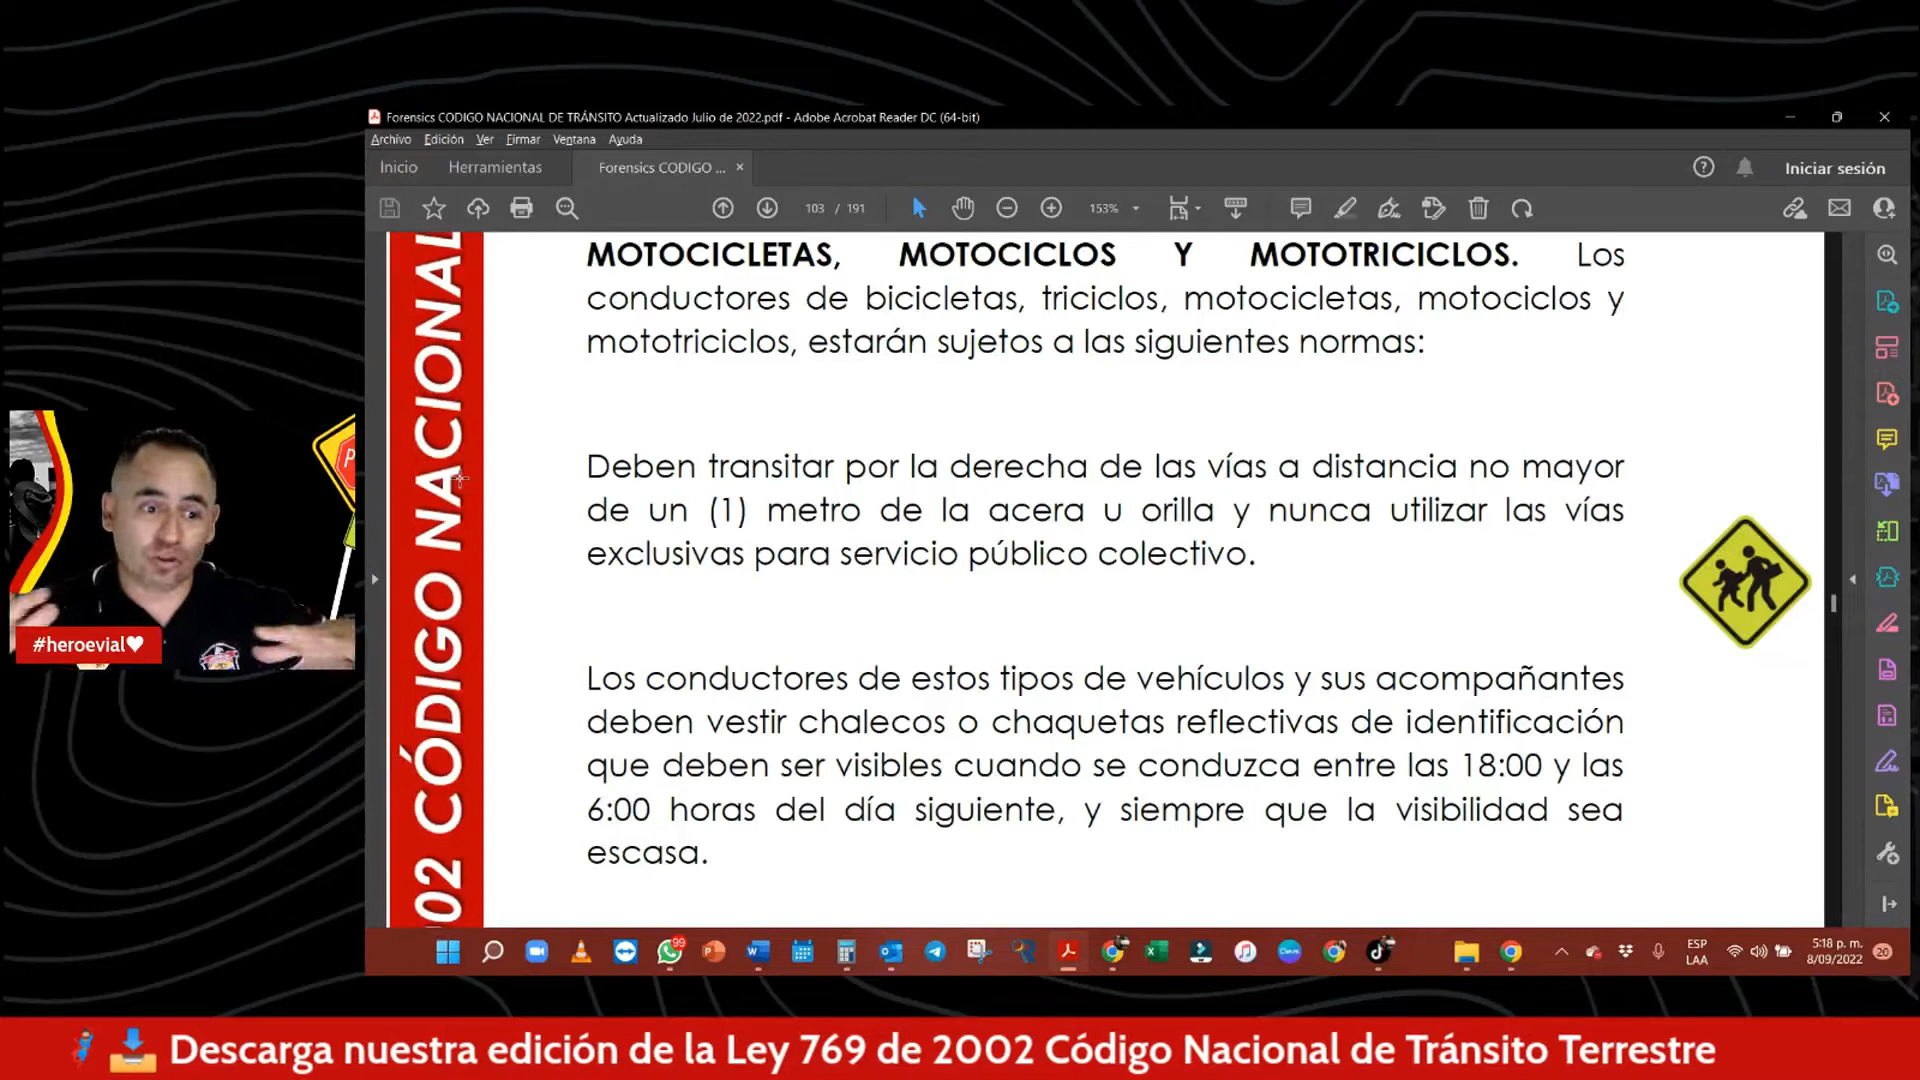 Forensics CODIGO NACIONAL DE TRÁNSITO Actualizado Julio de 2022.pdf - Adobe Acrobat Reader DC (64-bit)
Archivo Edición Ver Firmar Ventana Ayuda
Inicio Herramientas Forensics CODIGO ... × Iniciar sesión
103 / 191 153%
MOTOCICLETAS, MOTOCICLOS Y MOTOTRICICLOS. Los
conductores de bicicletas, triciclos, motocicletas, motociclos y
mototriciclos, estarán sujetos a las siguientes normas:
Deben transitar por la derecha de las vías a distancia no mayor
de un (1) metro de la acera u orilla y nunca utilizar las vías
exclusivas para servicio público colectivo.
Los conductores de estos tipos de vehículos y sus acompañantes
deben vestir chalecos o chaquetas reflectivas de identificación
que deben ser visibles cuando se conduzca entre las 18:00 y las
6:00 horas del día siguiente, y siempre que la visibilidad sea
escasa.
02 CÓDIGO NACIONAL
#heroevial♥
99
ESP
LAA
5:18 p. m.
8/09/2022
20
Descarga nuestra edición de la Ley 769 de 2002 Código Nacional de Tránsito Terrestre